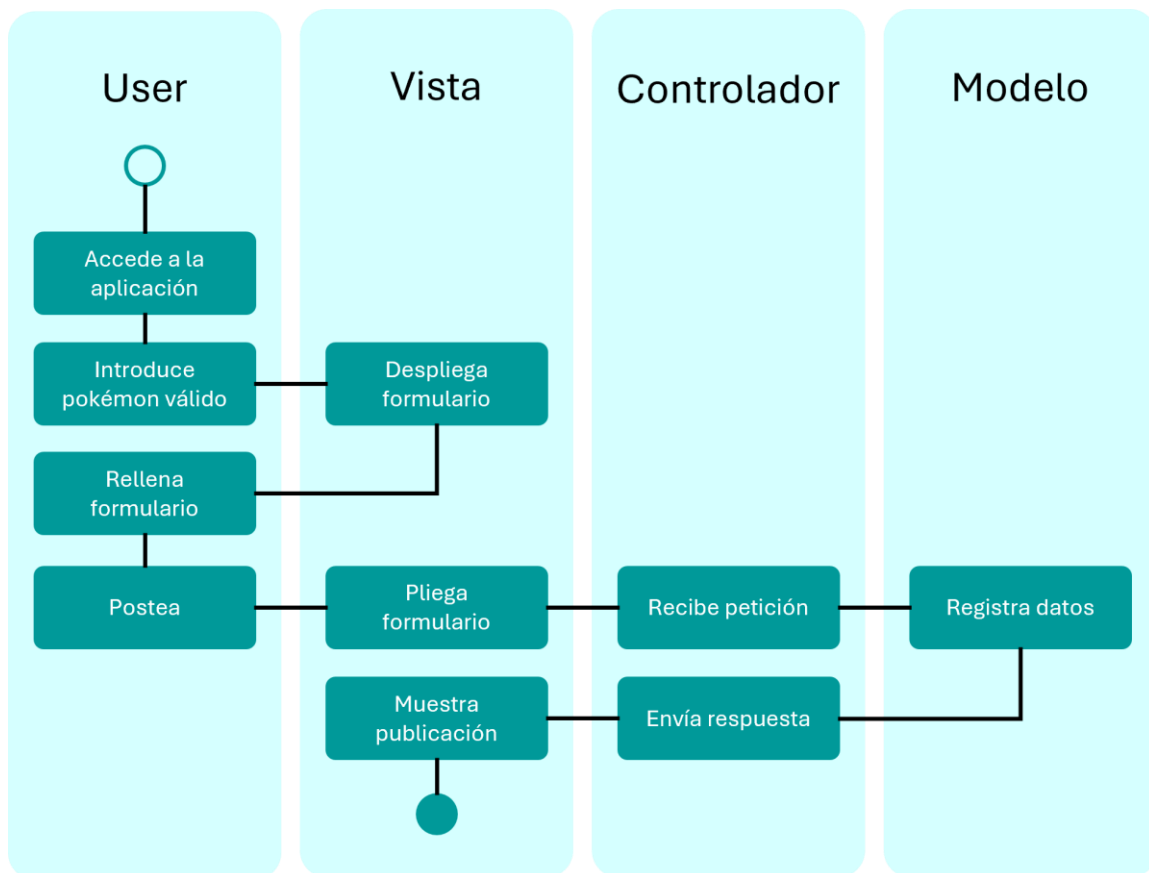 User
Vista
Controlador
Modelo
Accede a la
aplicación
Introduce
pokémon válido
Despliega
formulario
Rellena
formulario
Postea
Pliega
formulario
Recibe petición
Registra datos
Muestra
publicación
Envía respuesta